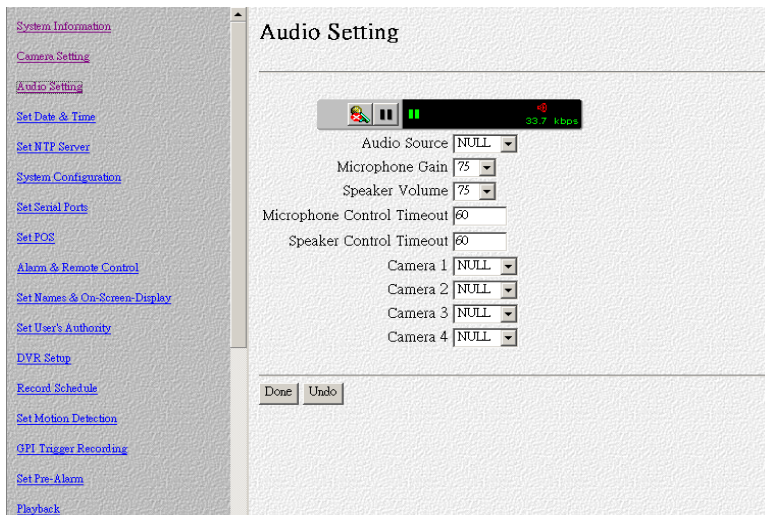 System Information
Camera Setting
Audio Setting
Set Date & Time
Set NTP Server
System Configuration
Set Serial Ports
Set POS
Alarm & Remote Control
Set Names & On-Screen-Display
Set User's Authority
DVR Setup
Record Schedule
Set Motion Detection
GPI Trigger Recording
Set Pre-Alarm
Playback
Audio Setting
33.7 kbps
Audio Source NULL
Microphone Gain 75
Speaker Volume 75
Microphone Control Timeout 60
Speaker Control Timeout 60
Camera 1 NULL
Camera 2 NULL
Camera 3 NULL
Camera 4 NULL
Done Undo